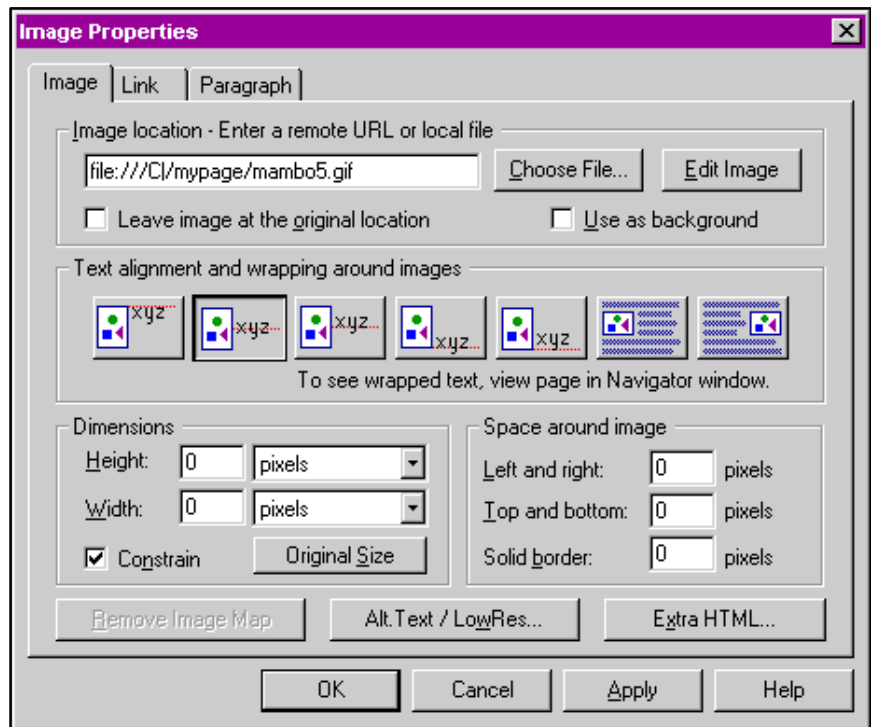 Image Properties
Image Link Paragraph
Image location - Enter a remote URL or local file
file:///C|/mypage/mambo5.gif Choose File... Edit Image
Leave image at the original location Use as background
Text alignment and wrapping around images
xyz xyz xyz xyz xyz
To see wrapped text, view page in Navigator window.
Dimensions Space around image
Height: 0 pixels Left and right: 0 pixels
Width: 0 pixels Top and bottom: 0 pixels
Constrain Original Size Solid border: 0 pixels
Remove Image Map Alt.Text / LowRes... Extra HTML...
OK Cancel Apply Help